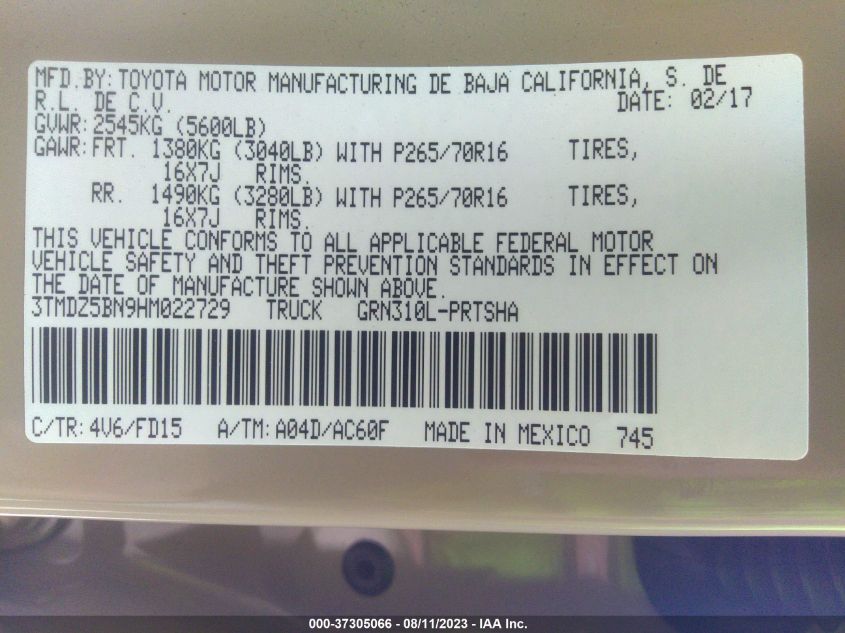 MFD.BY: TOYOTA MOTOR MANUFACTURING DE BAJA CALIFORNIA, S. DE
R.L. DE C.V. DATE: 02/17
GVWR: 2545KG (5600LB)
GAWR: FRT. 1380KG (3040LB) WITH P265/70R16 TIRES,
16X7J RIMS.
RR. 1490KG (3280LB) WITH P265/70R16 TIRES,
16X7J RIMS.
THIS VEHICLE CONFORMS TO ALL APPLICABLE FEDERAL MOTOR
VEHICLE SAFETY AND THEFT PREVENTION STANDARDS IN EFFECT ON
THE DATE OF MANUFACTURE SHOWN ABOVE.
3TMDZ5BN9HM022729 TRUCK GRN310L-PRTSHA
C/TR: 4V6/FD15 A/TM: A04D/AC60F MADE IN MEXICO 745
000-37305066 - 08/11/2023 - IAA Inc.